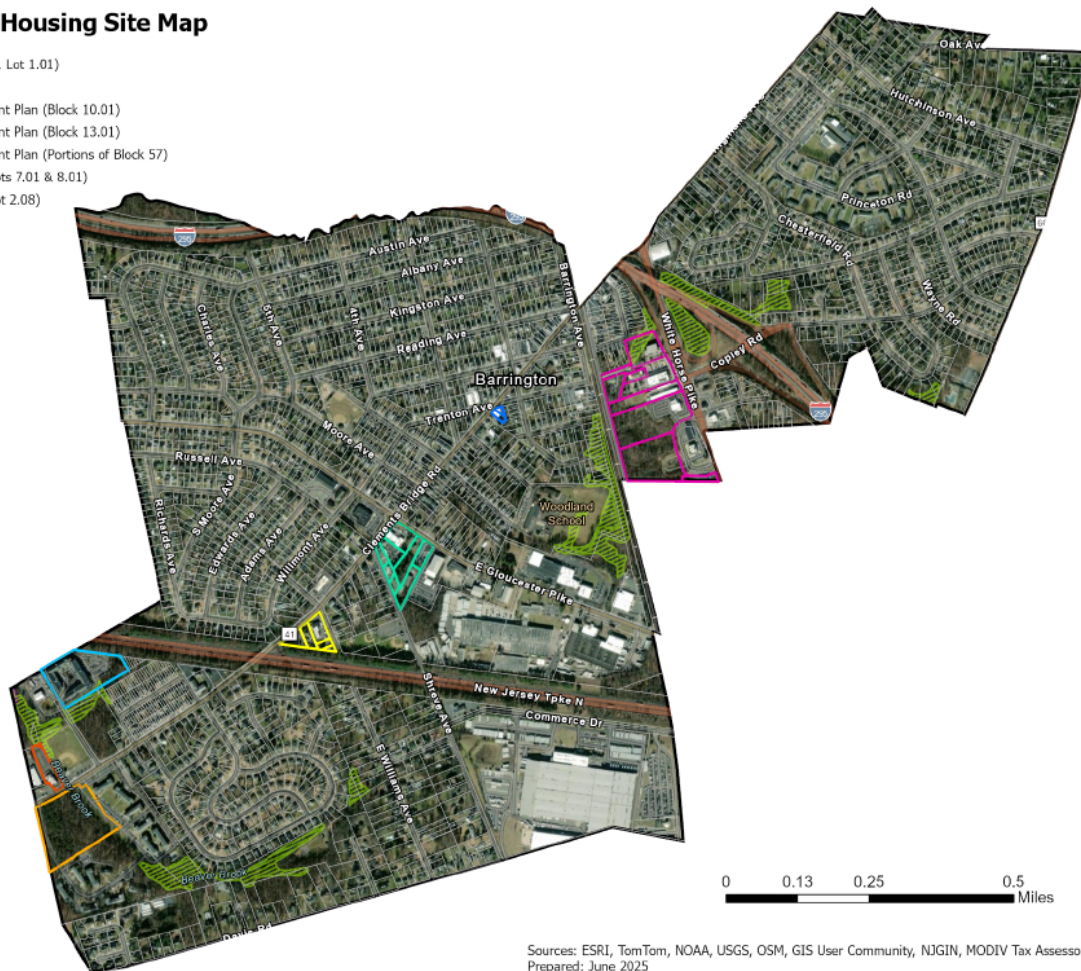 Housing Site Map
Lot 1.01)
nt Plan (Block 10.01)
nt Plan (Block 13.01)
nt Plan (Portions of Block 57)
ts 7.01 & 8.01)
t 2.08)
Oak Av
Hutchinson Ave
Princeton Rd
Chesterfield Rd
Wayne Rd
295
Austin Ave
Albany Ave
Kingston Ave
Reading Ave
Barrington Ave
Charles Ave
5th Ave
4th Ave
White Horse Pike
Copley Rd
295
Barrington
Trenton Ave
Moore Ave
Russell Ave
S Moore Ave
Clements Bridge Rd
Woodland
School
Richards Ave
Edwards Ave
Adams Ave
Willmont Ave
E Gloucester Pike
41
New Jersey Tpke N
Commerce Dr
Shreve Ave
E Williams Ave
Beaver Brook
Beaver Brook
Davis Rd
0 0.13 0.25 0.5
Miles
Sources: ESRI, TomTom, NOAA, USGS, OSM, GIS User Community, NJGIN, MODIV Tax Assesso
Prepared: June 2025